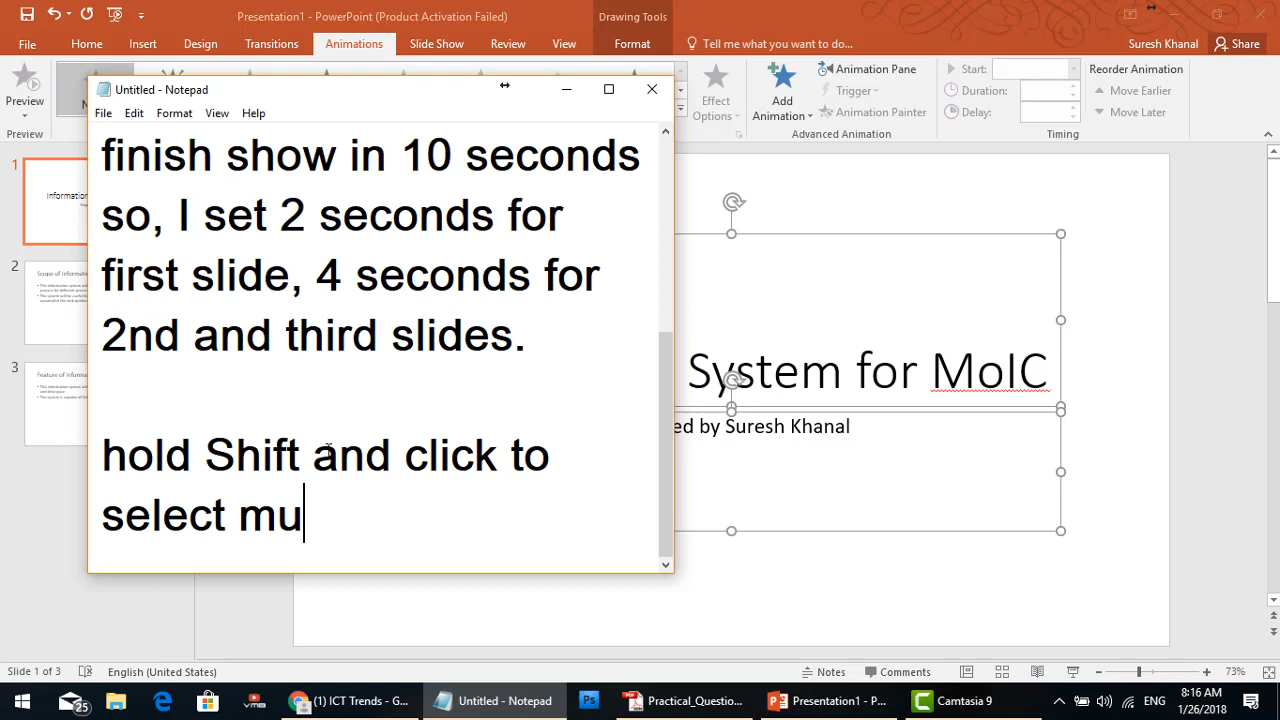 Presentation1 - PowerPoint (Product Activation Failed)
Drawing Tools
File Home Insert Design Transitions Animations Slide Show Review View Format Tell me what you want to do... Suresh Khanal Share
Preview
Preview
Effect Options
Add Animation
Animation Pane
Trigger
Animation Painter
Advanced Animation
Start:
Duration:
Delay:
Reorder Animation
Move Earlier
Move Later
Timing
Untitled - Notepad
File Edit Format View Help
finish show in 10 seconds
so, I set 2 seconds for
first slide, 4 seconds for
2nd and third slides.
hold Shift and click to
select mu
1
2
3
System for MoIC
ed by Suresh Khanal
Slide 1 of 3 English (United States) Notes Comments 73%
25
(1) ICT Trends - G...
Untitled - Notepad
Ps
Practical_Questio...
Presentation1 - P...
Camtasia 9
ENG
8:16 AM
1/26/2018